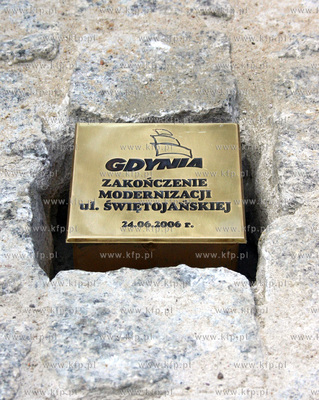 GDYNIA
ZAKOŃCZENIE
MODERNIZACJI
ul. ŚWIĘTOJAŃSKIEJ
24.06.2006 r.
www.kfp.pl